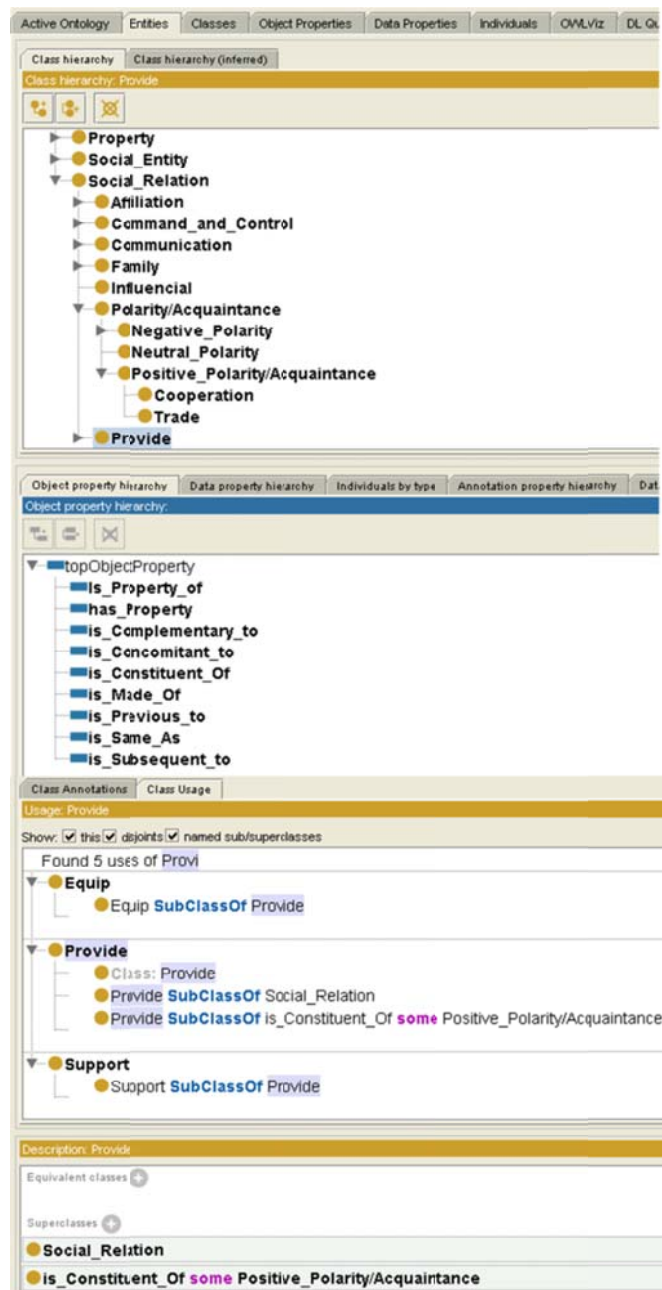 Active Ontology Entities Classes Object Properties Data Properties Individuals OWLViz DL Qu
Class hierarchy Class hierarchy (inferred)
Class hierarchy: Provide
Property
Social_Entity
Social_Relation
Affiliation
Command_and_Control
Communication
Family
Influencial
Polarity/Acquaintance
Negative_Polarity
Neutral_Polarity
Positive_Polarity/Acquaintance
Cooperation
Trade
Provide
Object property hierarchy Data property hierarchy Individuals by type Annotation property hierarchy Dat
Object property hierarchy:
topObjectProperty
Is_Property_of
has_Property
is_Complementary_to
is_Concomitant_to
is_Constituent_Of
is_Made_Of
is_Previous_to
is_Same_As
is_Subsequent_to
Class Annotations Class Usage
Usage: Provide
Show: this disjoints named sub/superclasses
Found 5 uses of Provi
Equip
Equip SubClassOf Provide
Provide
Class: Provide
Provide SubClassOf Social_Relation
Provide SubClassOf is_Constituent_Of some Positive_Polarity/Acquaintance
Support
Support SubClassOf Provide
Description: Provide
Equivalent classes
Superclasses
Social_Relation
is_Constituent_Of some Positive_Polarity/Acquaintance